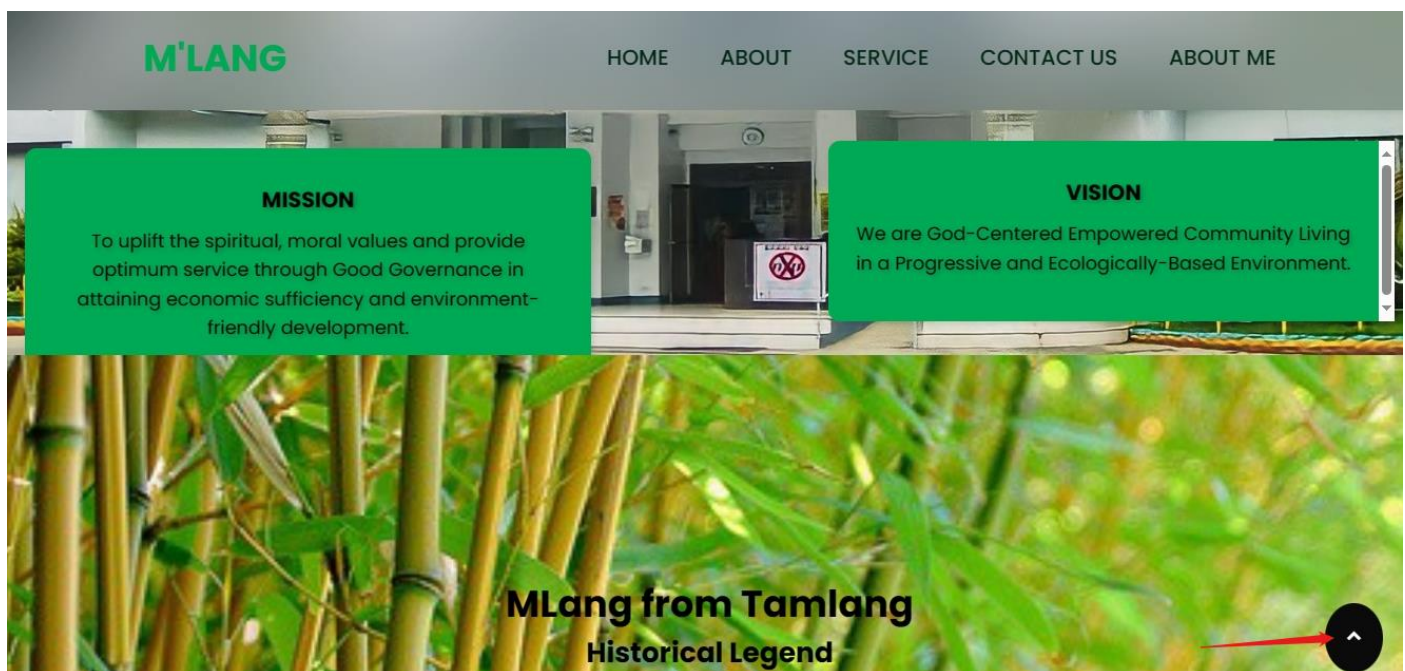 M'LANG
HOME ABOUT SERVICE CONTACT US ABOUT ME
MISSION
To uplift the spiritual, moral values and provide
optimum service through Good Governance in
attaining economic sufficiency and environment-
friendly development.
VISION
We are God-Centered Empowered Community Living
in a Progressive and Ecologically-Based Environment.
MLang from Tamlang
Historical Legend